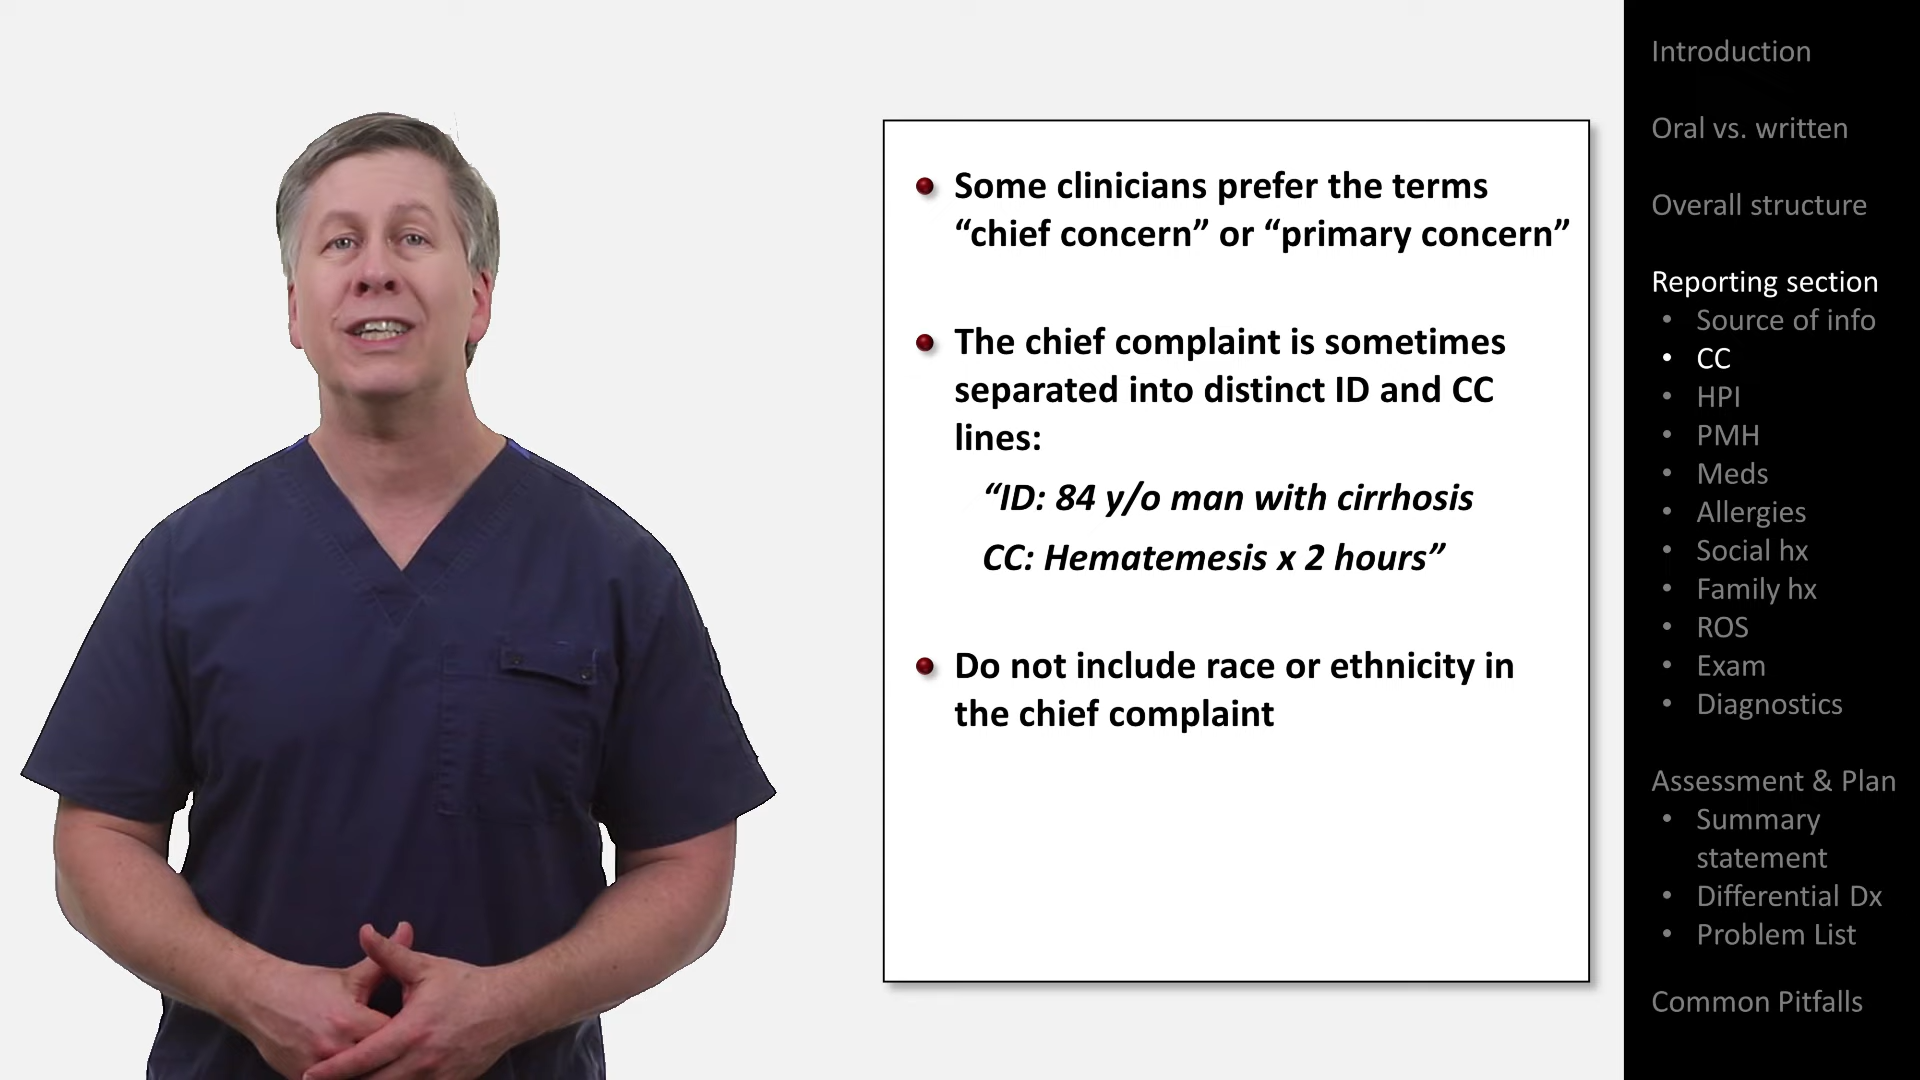 Some clinicians prefer the terms
“chief concern” or “primary concern”
The chief complaint is sometimes
separated into distinct ID and CC
lines:
“ID: 84 y/o man with cirrhosis
CC: Hematemesis x 2 hours”
Do not include race or ethnicity in
the chief complaint
Introduction
Oral vs. written
Overall structure
Reporting section
• Source of info
• CC
• HPI
• PMH
• Meds
• Allergies
• Social hx
• Family hx
• ROS
• Exam
• Diagnostics
Assessment & Plan
• Summary
statement
• Differential Dx
• Problem List
Common Pitfalls